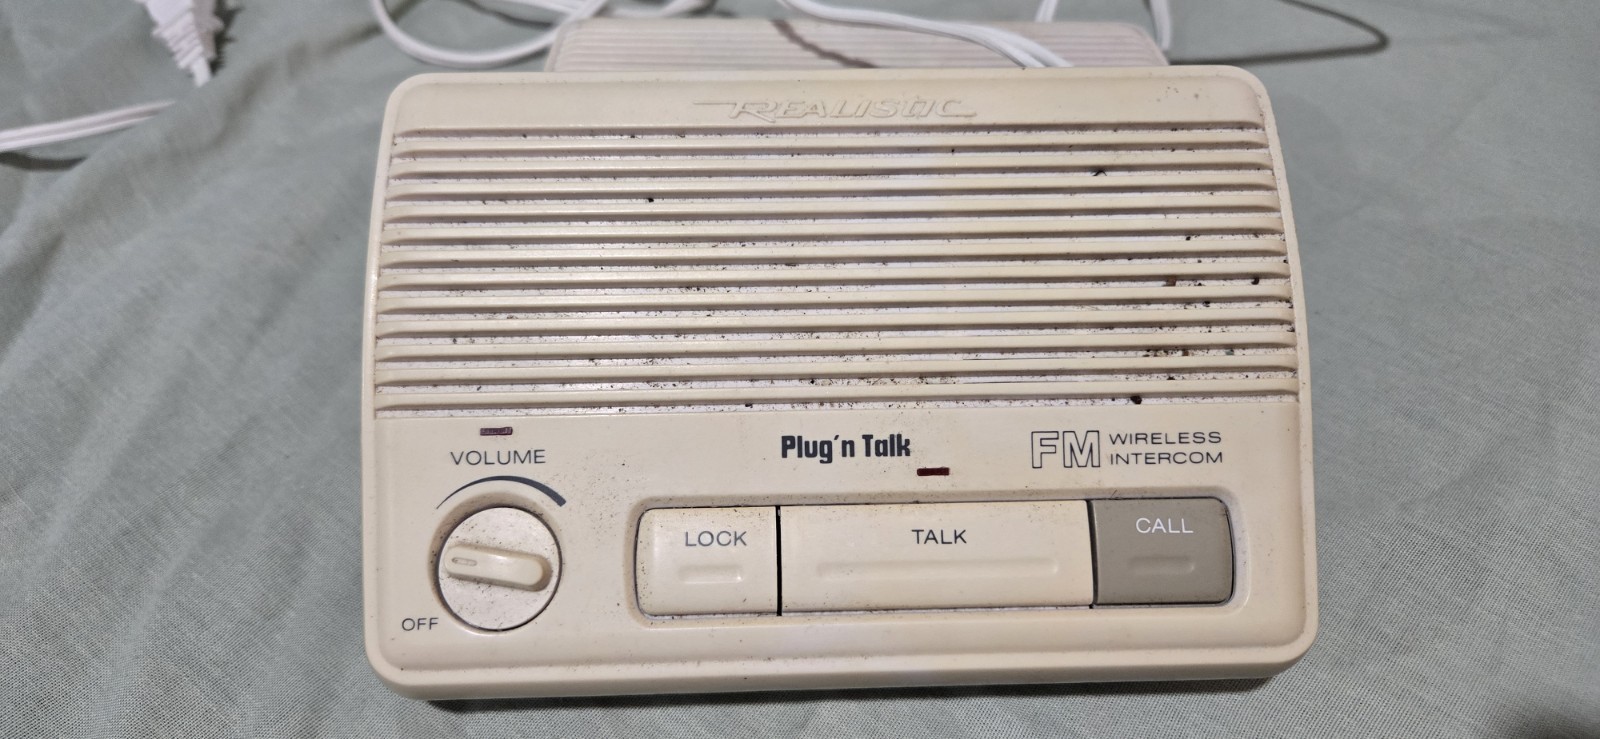 REALISTIC
VOLUME
OFF
Plug'n Talk
FM WIRELESS
INTERCOM
LOCK
TALK
CALL